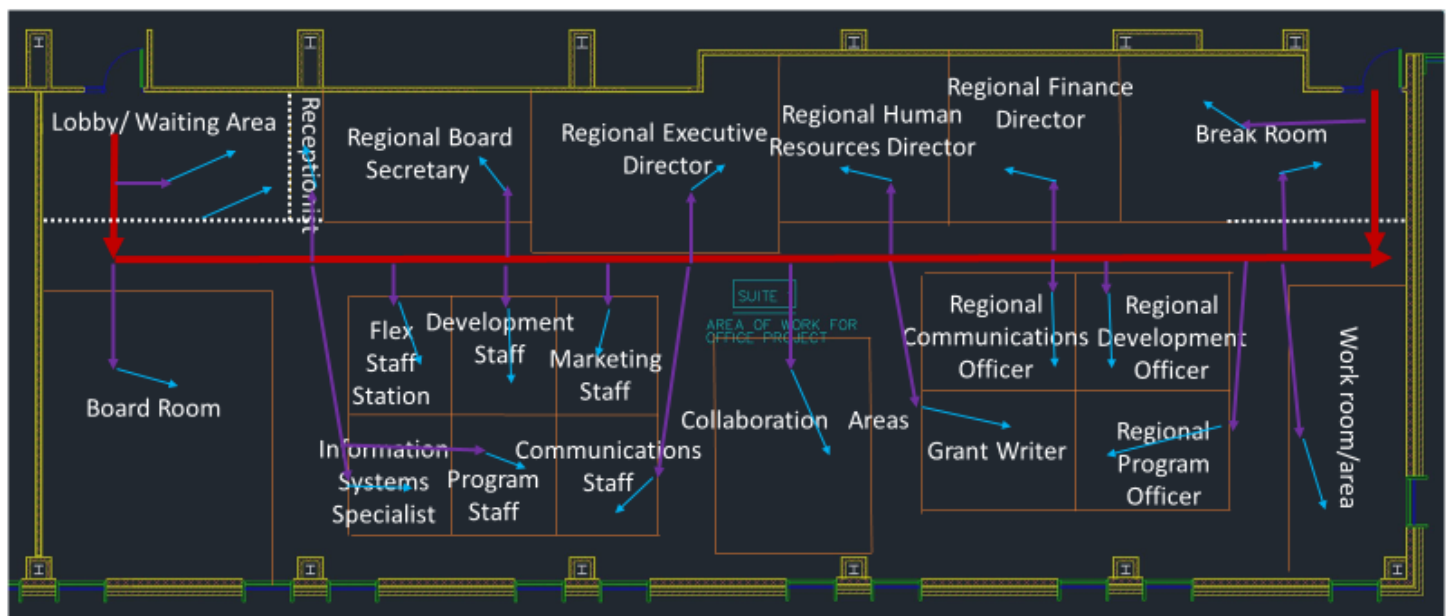 Lobby/ Waiting Area
Receptionist
Regional Board
Secretary
Regional Executive
Director
Regional Human
Resources Director
Regional Finance
Director
Break Room
SUITE
AREA OF WORK FOR
OFFICE PROJECT
Board Room
Flex
Staff
Station
Development
Staff
Marketing
Staff
Information
Systems
Specialist
Program
Staff
Communications
Staff
Collaboration Areas
Regional
Communications
Officer
Regional
Development
Officer
Grant Writer
Regional
Program
Officer
Work room/area
H
H
H
H
H
H
H
H
H
H
H
H